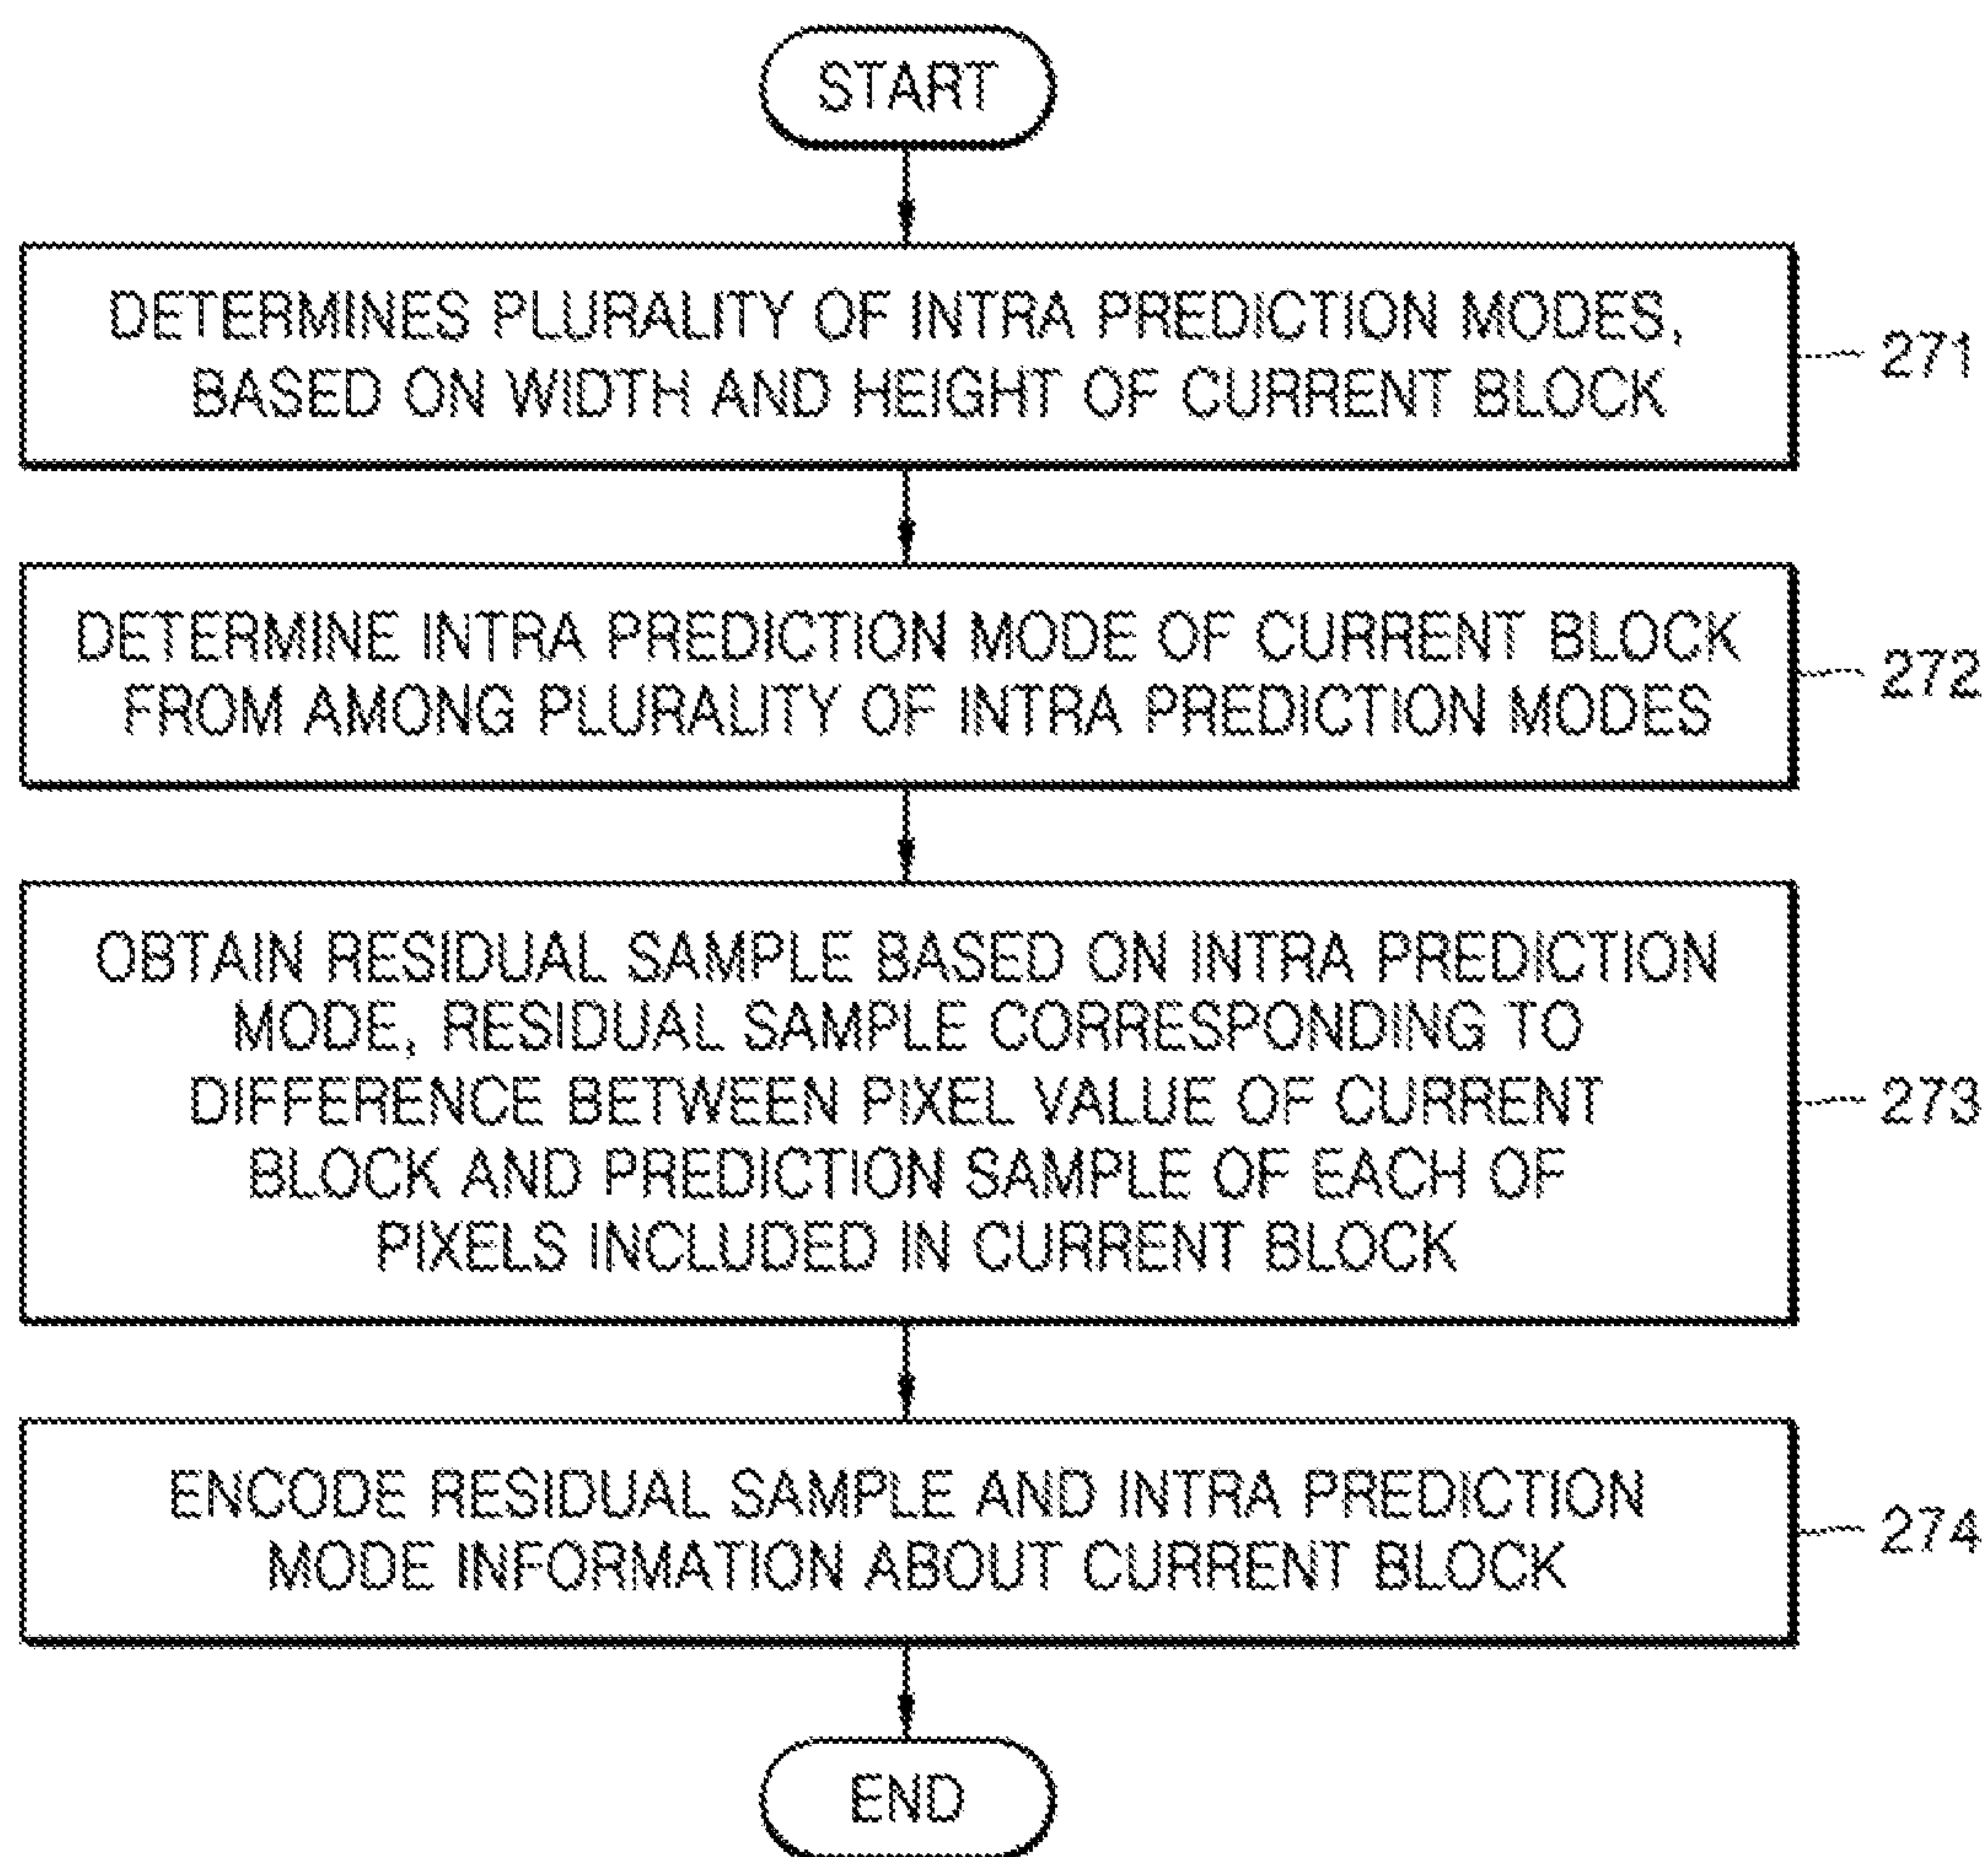 START
DETERMINES PLURALITY OF INTRA PREDICTION MODES,
BASED ON WIDTH AND HEIGHT OF CURRENT BLOCK
271
DETERMINE INTRA PREDICTION MODE OF CURRENT BLOCK
FROM AMONG PLURALITY OF INTRA PREDICTION MODES
272
OBTAIN RESIDUAL SAMPLE BASED ON INTRA PREDICTION
MODE, RESIDUAL SAMPLE CORRESPONDING TO
DIFFERENCE BETWEEN PIXEL VALUE OF CURRENT
BLOCK AND PREDICTION SAMPLE OF EACH OF
PIXELS INCLUDED IN CURRENT BLOCK
273
ENCODE RESIDUAL SAMPLE AND INTRA PREDICTION
MODE INFORMATION ABOUT CURRENT BLOCK
274
END